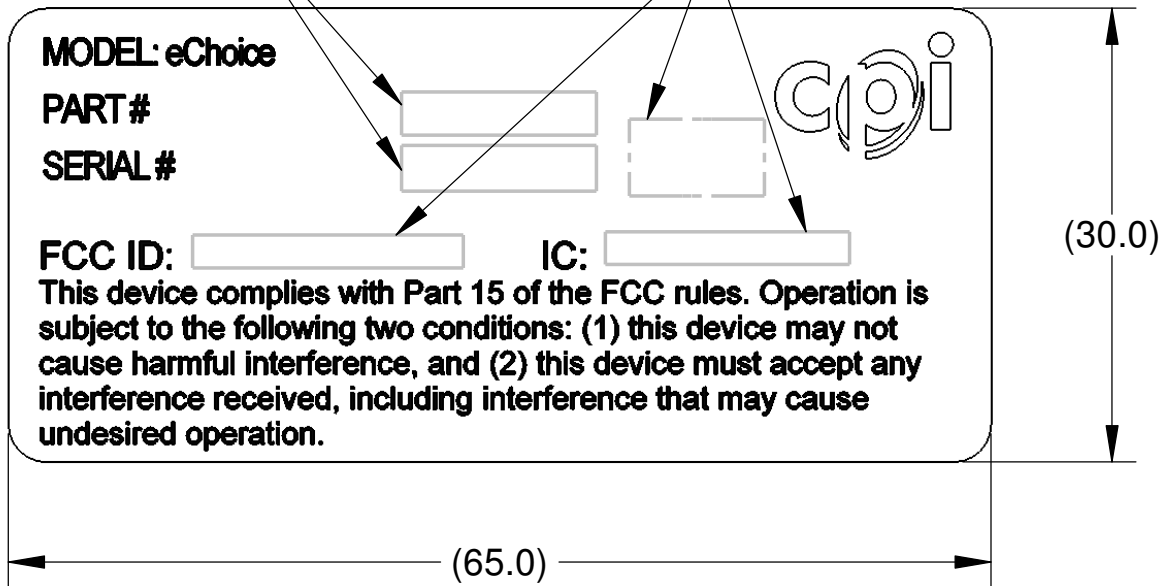 MODEL: eChoice
cpi
PART#
SERIAL#
(30.0)
FCC ID:
IC:
This device complies with Part 15 of the FCC rules. Operation is
subject to the following two conditions: (1) this device may not
cause harmful interference, and (2) this device must accept any
interference received, including interference that may cause
undesired operation.
(65.0)